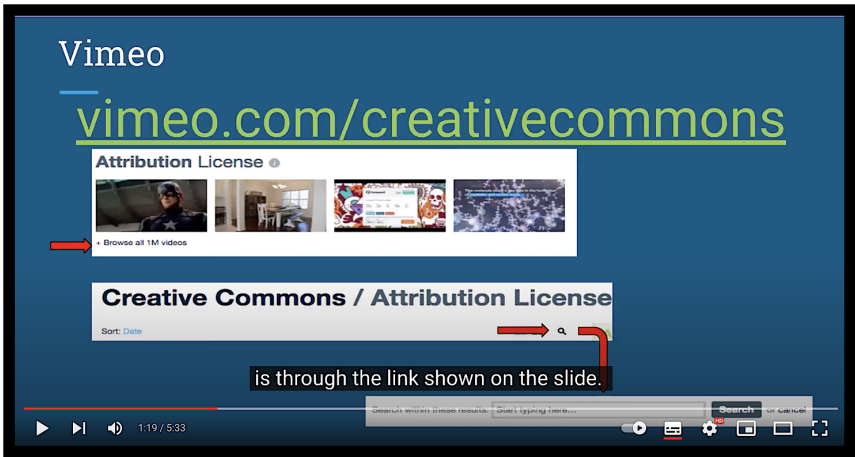 Vimeo
vimeo.com/creativecommons
Attribution License
+ Browse all 1M videos
Creative Commons / Attribution License
Sort: Date
is through the link shown on the slide.
Search within these results: Start typing here... Search or cancel
1:19 / 5:33
HD